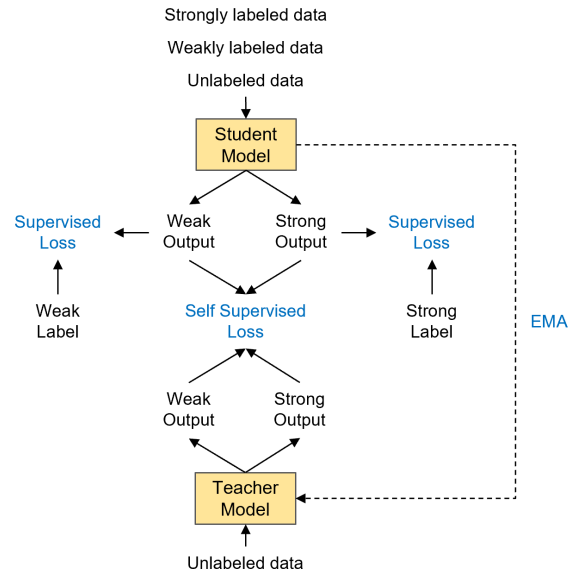 Strongly labeled data
Weakly labeled data
Unlabeled data
Student
Model
Supervised
Loss
Weak
Output
Strong
Output
Supervised
Loss
Weak
Label
Self Supervised
Loss
Strong
Label
EMA
Weak
Output
Strong
Output
Teacher
Model
Unlabeled data